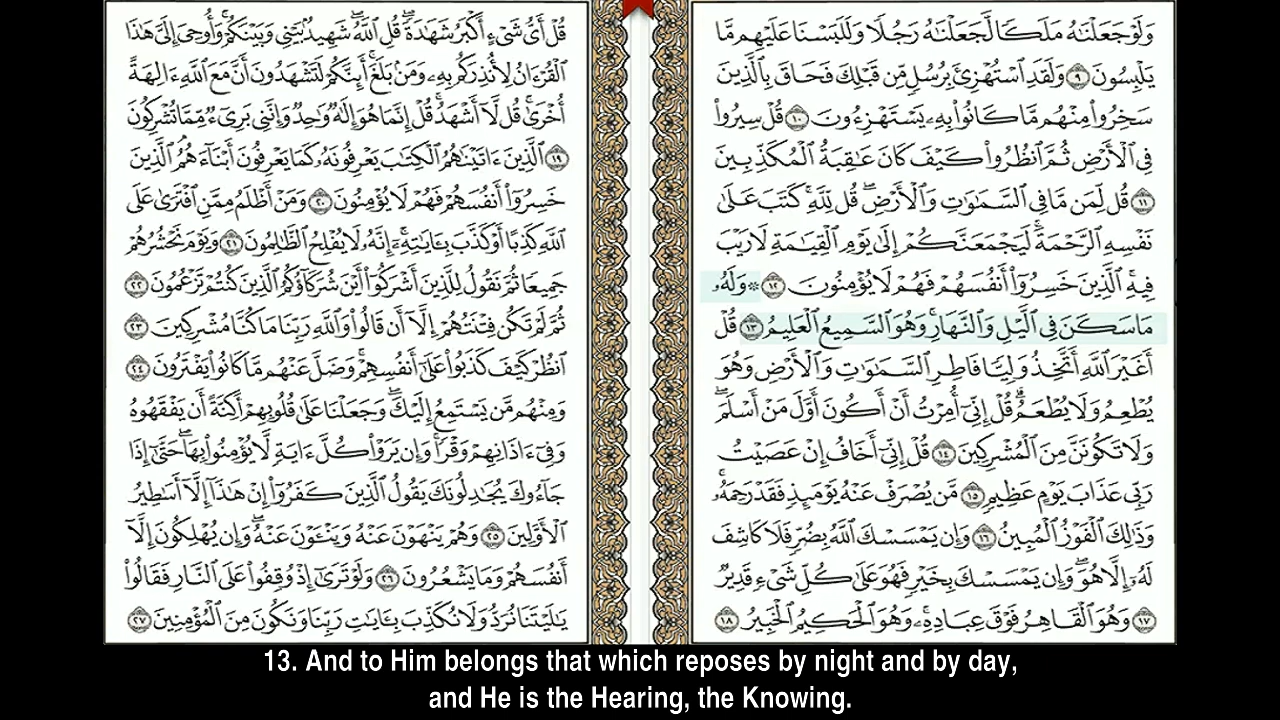 وَلَوْ جَعَلْنَٰهُ مَلَكًا لَّجَعَلْنَٰهُ رَجُلًا وَلَلَبَسْنَا عَلَيْهِم مَّا
يَلْبِسُونَ ٩ وَلَقَدِ ٱسْتُهْزِئَ بِرُسُلٍ مِّن قَبْلِكَ فَحَاقَ بِٱلَّذِينَ
سَخِرُوا۟ مِنْهُم مَّا كَانُوا۟ بِهِۦ يَسْتَهْزِءُونَ ١٠ قُلْ سِيرُوا۟
فِى ٱلْأَرْضِ ثُمَّ ٱنظُرُوا۟ كَيْفَ كَانَ عَٰقِبَةُ ٱلْمُكَذِّبِينَ
١١ قُل لِّمَن مَّا فِى ٱلسَّمَٰوَٰتِ وَٱلْأَرْضِ ۖ قُل لِّلَّهِ ۚ كَتَبَ عَلَىٰ
نَفْسِهِ ٱلرَّحْمَةَ ۚ لَيَجْمَعَنَّكُمْ إِلَىٰ يَوْمِ ٱلْقِيَٰمَةِ لَا رَيْبَ
فِيهِ ۚ ٱلَّذِينَ خَسِرُوٓا۟ أَنفُسَهُمْ فَهُمْ لَا يُؤْمِنُونَ ١٢ ۞ وَلَهُۥ
مَا سَكَنَ فِى ٱلَّيْلِ وَٱلنَّهَارِ ۚ وَهُوَ ٱلسَّمِيعُ ٱلْعَلِيمُ ١٣ قُلْ
أَغَيْرَ ٱللَّهِ أَتَّخِذُ وَلِيًّا فَاطِرِ ٱلسَّمَٰوَٰتِ وَٱلْأَرْضِ وَهُوَ
يُطْعِمُ وَلَا يُطْعَمُ ۗ قُلْ إِنِّىٓ أُمِرْتُ أَنْ أَكُونَ أَوَّلَ مَنْ أَسْلَمَ ۖ
وَلَا تَكُونَنَّ مِنَ ٱلْمُشْرِكِينَ ١٤ قُلْ إِنِّىٓ أَخَافُ إِنْ عَصَيْتُ
رَبِّى عَذَابَ يَوْمٍ عَظِيمٍ ١٥ مَّن يُصْرَفْ عَنْهُ يَوْمَئِذٍ فَقَدْ رَحِمَهُۥ ۚ
وَذَٰلِكَ ٱلْفَوْزُ ٱلْمُبِينُ ١٦ وَإِن يَمْسَسْكَ ٱللَّهُ بِضُرٍّ فَلَا كَاشِفَ
لَهُۥٓ إِلَّا هُوَ ۖ وَإِن يَمْسَسْكَ بِخَيْرٍ فَهُوَ عَلَىٰ كُلِّ شَىْءٍ قَدِيرٌ
١٧ وَهُوَ ٱلْقَاهِرُ فَوْقَ عِبَادِهِۦ ۚ وَهُوَ ٱلْحَكِيمُ ٱلْخَبِيرُ ١٨
قُلْ أَىُّ شَىْءٍ أَكْبَرُ شَهَٰدَةً ۖ قُلِ ٱللَّهُ ۖ شَهِيدٌۢ بَيْنِى وَبَيْنَكُمْ ۚ وَأُوحِىَ إِلَىَّ هَٰذَا
ٱلْقُرْءَانُ لِأُنذِرَكُم بِهِۦ وَمَنۢ بَلَغَ ۚ أَئِنَّكُمْ لَتَشْهَدُونَ أَنَّ مَعَ ٱللَّهِ ءَالِهَةً
أُخْرَىٰ ۚ قُل لَّآ أَشْهَدُ ۚ قُلْ إِنَّمَا هُوَ إِلَٰهٌ وَٰحِدٌ وَإِنَّنِى بَرِىٓءٌ مِّمَّا تُشْرِكُونَ
١٩ ٱلَّذِينَ ءَاتَيْنَٰهُمُ ٱلْكِتَٰبَ يَعْرِفُونَهُۥ كَمَا يَعْرِفُونَ أَبْنَآءَهُمُ ٱلَّذِينَ
خَسِرُوٓا۟ أَنفُسَهُمْ فَهُمْ لَا يُؤْمِنُونَ ٢٠ وَمَنْ أَظْلَمُ مِمَّنِ ٱفْتَرَىٰ عَلَى
ٱللَّهِ كَذِبًا أَوْ كَذَّبَ بِـَٔايَٰتِهِۦٓ ۗ إِنَّهُۥ لَا يُفْلِحُ ٱلظَّٰلِمُونَ ٢١ وَيَوْمَ نَحْشُرُهُمْ
جَمِيعًا ثُمَّ نَقُولُ لِلَّذِينَ أَشْرَكُوٓا۟ أَيْنَ شُرَكَآؤُكُمُ ٱلَّذِينَ كُنتُمْ تَزْعُمُونَ ٢٢
ثُمَّ لَمْ تَكُن فِتْنَتُهُمْ إِلَّآ أَن قَالُوا۟ وَٱللَّهِ رَبِّنَا مَا كُنَّا مُشْرِكِينَ ٢٣
ٱنظُرْ كَيْفَ كَذَبُوا۟ عَلَىٰٓ أَنفُسِهِمْ ۚ وَضَلَّ عَنْهُم مَّا كَانُوا۟ يَفْتَرُونَ ٢٤
وَمِنْهُم مَّن يَسْتَمِعُ إِلَيْكَ ۖ وَجَعَلْنَا عَلَىٰ قُلُوبِهِمْ أَكِنَّةً أَن يَفْقَهُوهُ
وَفِىٓ ءَاذَانِهِمْ وَقْرًا ۚ وَإِن يَرَوْا۟ كُلَّ ءَايَةٍ لَّا يُؤْمِنُوا۟ بِهَا ۚ حَتَّىٰٓ إِذَا
جَآءُوكَ يُجَٰدِلُونَكَ يَقُولُ ٱلَّذِينَ كَفَرُوٓا۟ إِنْ هَٰذَآ إِلَّآ أَسَٰطِيرُ
ٱلْأَوَّلِينَ ٢٥ وَهُمْ يَنْهَوْنَ عَنْهُ وَيَنْـَٔوْنَ عَنْهُ ۖ وَإِن يُهْلِكُونَ إِلَّآ
أَنفُسَهُمْ وَمَا يَشْعُرُونَ ٢٦ وَلَوْ تَرَىٰٓ إِذْ وُقِفُوا۟ عَلَى ٱلنَّارِ فَقَالُوا۟
يَٰلَيْتَنَا نُرَدُّ وَلَا نُكَذِّبَ بِـَٔايَٰتِ رَبِّنَا وَنَكُونَ مِنَ ٱلْمُؤْمِنِينَ ٢٧
13. And to Him belongs that which reposes by night and by day,
and He is the Hearing, the Knowing.